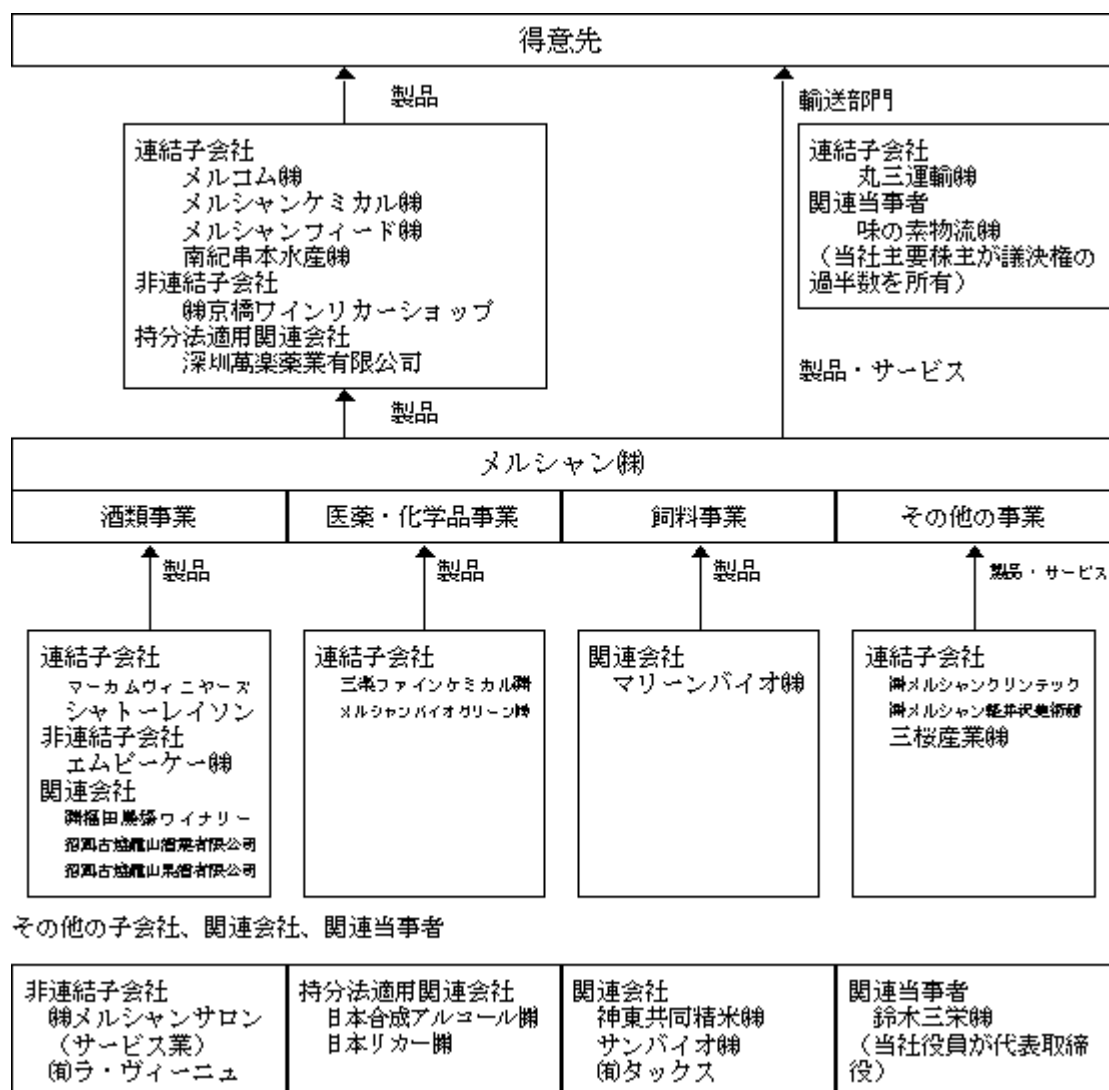 得意先
製品
輸送部門
連結子会社
メルコム㈱
メルシャンケミカル㈱
メルシャンフィード㈱
南紀串本水産㈱
非連結子会社
㈱京橋ワインリカーショップ
持分法適用関連会社
深圳萬楽薬業有限公司
連結子会社
丸三運輸㈱
関連当事者
味の素物流㈱
（当社主要株主が議決権の
過半数を所有）
製品
製品・サービス
メルシャン㈱
酒類事業
医薬・化学品事業
飼料事業
その他の事業
製品
製品
製品
製品・サービス
連結子会社
マーカムヴィニヤーズ
シャトーレイソン
非連結子会社
エムピーケー㈱
関連会社
㈱福田農場ワイナリー
有限公司
有限公司
連結子会社
三楽ファインケミカル㈱
メルシャンバイオグリーン㈱
関連会社
マリーンバイオ㈱
連結子会社
㈱メルシャンクリンテック
㈱メルシャン軽井沢美術館
三桜産業㈱
その他の子会社、関連会社、関連当事者
非連結子会社
㈱メルシャンサロン
（サービス業）
㈲ラ・ヴィーニュ
持分法適用関連会社
日本合成アルコール㈱
日本リカー㈱
関連会社
神東共同精米㈱
サンバイオ㈱
㈲タックス
関連当事者
鈴木三栄㈱
（当社役員が代表取締
役）